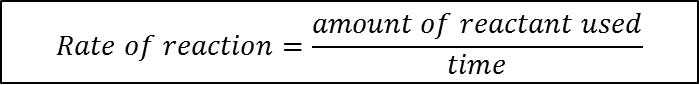 Rate of reaction = amount of reactant used
time